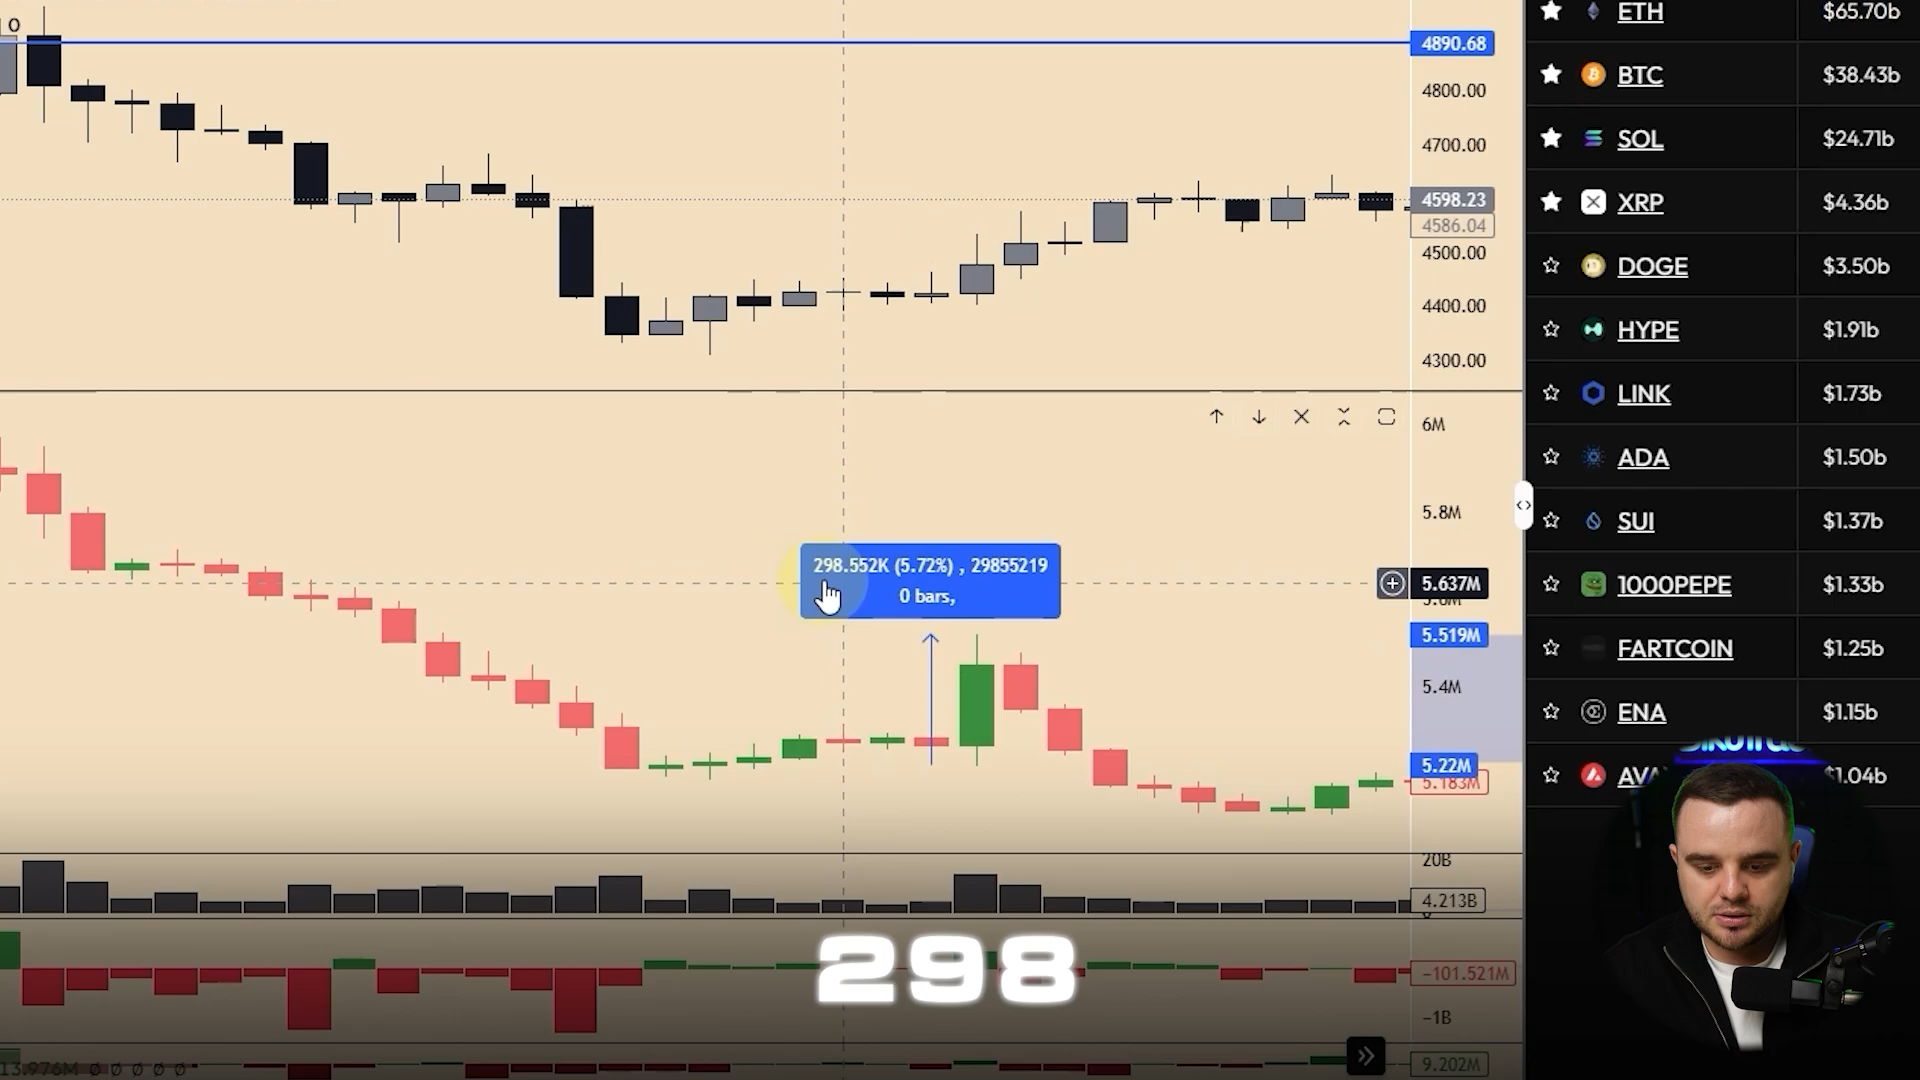 0
4890.68
4800.00
4700.00
4598.23
4586.04
4500.00
4400.00
4300.00
6M
5.8M
298.552K (5.72%) , 29855219
0 bars,
5.637M
5.6M
5.519M
5.4M
5.22M
5.183M
20B
4.213B
298
−101.521M
−1B
13.976M Ø Ø Ø Ø Ø
9.202M
ETH $65.70b
BTC $38.43b
SOL $24.71b
XRP $4.36b
DOGE $3.50b
HYPE $1.91b
LINK $1.73b
ADA $1.50b
SUI $1.37b
1000PEPE $1.33b
FARTCOIN $1.25b
ENA $1.15b
AVA $1.04b